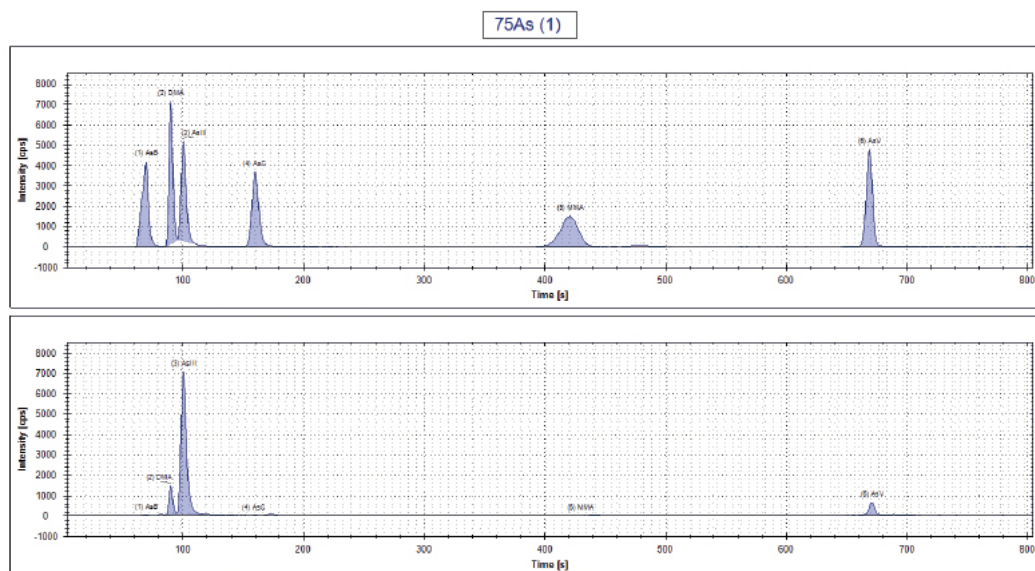 75As (1)
Intensity [cps]
8000
7000
6000
5000
4000
3000
2000
1000
0
-1000
(1) AsB
(2) DMA
(3) AsIII
(4) AsC
(5) MMA
(6) AsV
100
200
300
400
500
600
700
800
Time [s]
Intensity [cps]
8000
7000
6000
5000
4000
3000
2000
1000
0
-1000
(1) AsB
(2) DMA
(3) AsIII
(4) AsC
(5) MMA
(6) AsV
100
200
300
400
500
600
700
800
Time [s]